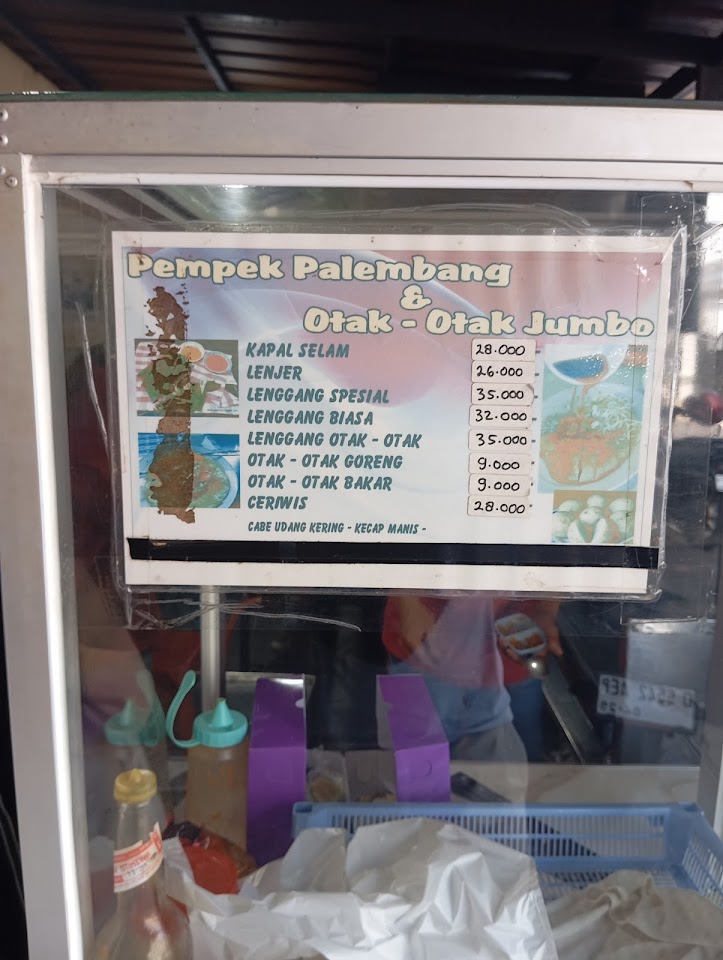 Pempek Palembang
&
Otak - Otak Jumbo
KAPAL SELAM 28.000
LENJER 26.000
LENGGANG SPESIAL 35.000
LENGGANG BIASA 32.000
LENGGANG OTAK - OTAK 35.000
OTAK - OTAK GORENG 9.000
OTAK - OTAK BAKAR 9.000
CERIWIS 28.000
CABE UDANG KERING - KECAP MANIS -